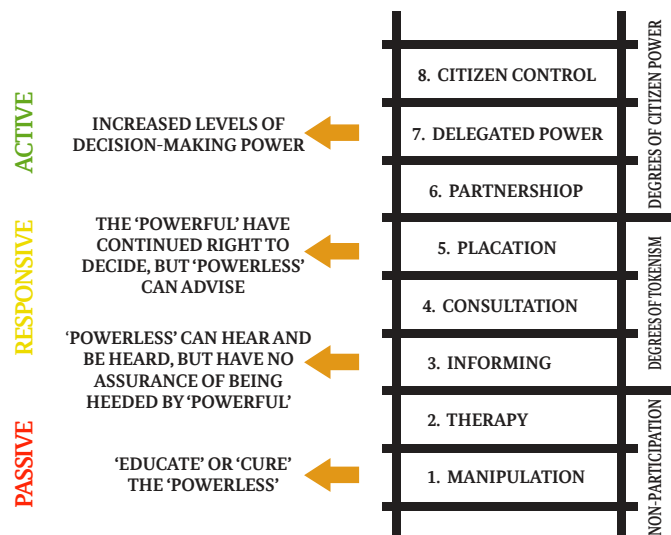 8. CITIZEN CONTROL
INCREASED LEVELS OF
DECISION-MAKING POWER
7. DELEGATED POWER
6. PARTNERSHIOP
DEGREES OF CITIZEN POWER
ACTIVE
THE ‘POWERFUL’ HAVE
CONTINUED RIGHT TO
DECIDE, BUT ‘POWERLESS’
CAN ADVISE
5. PLACATION
4. CONSULTATION
‘POWERLESS’ CAN HEAR AND
BE HEARD, BUT HAVE NO
ASSURANCE OF BEING
HEEDED BY ‘POWERFUL’
3. INFORMING
DEGREES OF TOKENISM
RESPONSIVE
2. THERAPY
‘EDUCATE’ OR ‘CURE’
THE ‘POWERLESS’
1. MANIPULATION
NON-PARTICIPATION
PASSIVE